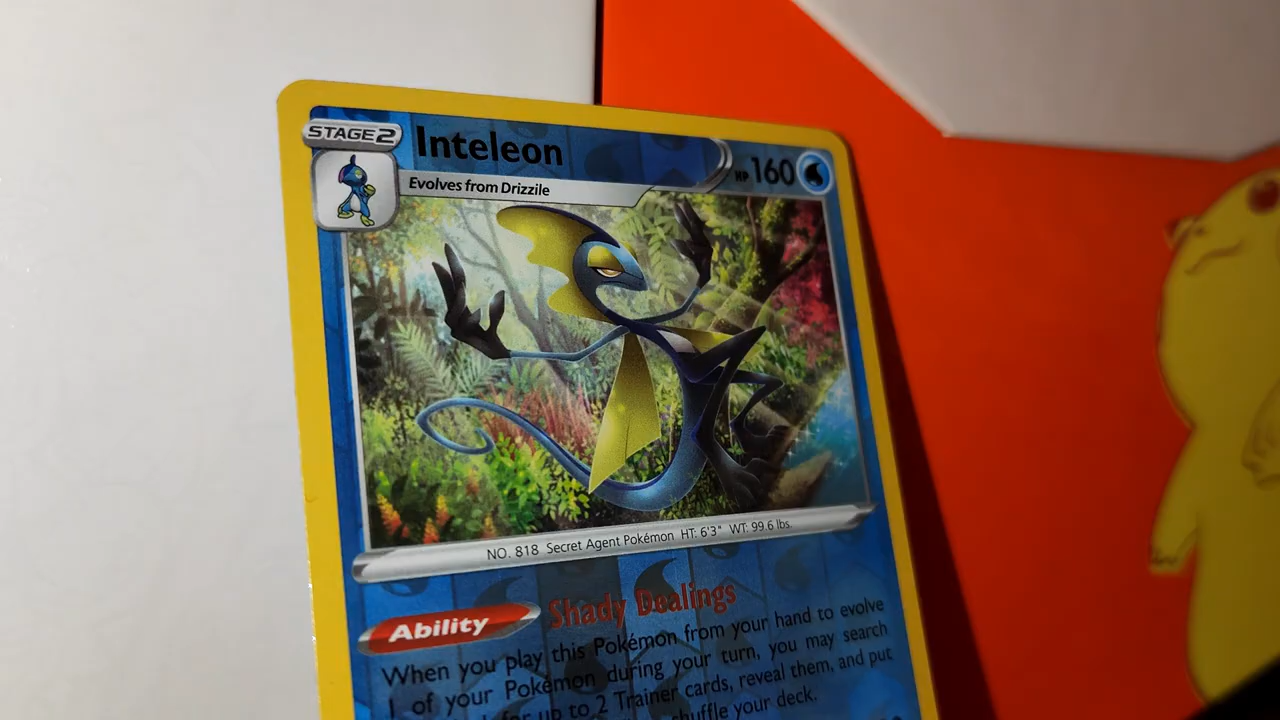 STAGE 2
Inteleon
HP 160
Evolves from Drizzile
NO. 818 Secret Agent Pokémon HT: 6'3" WT: 99.6 lbs.
Ability Shady Dealings
When you play this Pokémon from your hand to evolve
1 of your Pokémon during your turn, you may search
for up to 2 Trainer cards, reveal them, and put
shuffle your deck.